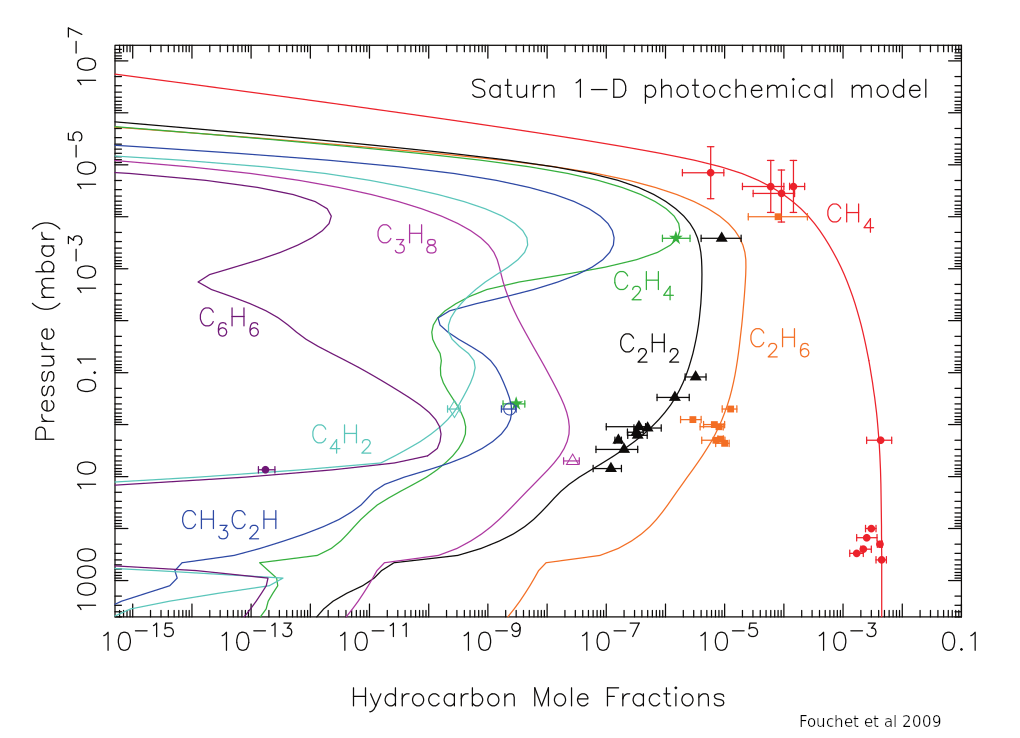 Saturn 1-D photochemical model
10⁻⁷
10⁻⁵
10⁻³
0.1
10
1000
Pressure (mbar)
CH₄
C₃H₈
C₂H₄
C₆H₆
C₂H₂
C₂H₆
C₄H₂
CH₃C₂H
10⁻¹⁵ 10⁻¹³ 10⁻¹¹ 10⁻⁹ 10⁻⁷ 10⁻⁵ 10⁻³ 0.1
Hydrocarbon Mole Fractions
Fouchet et al 2009